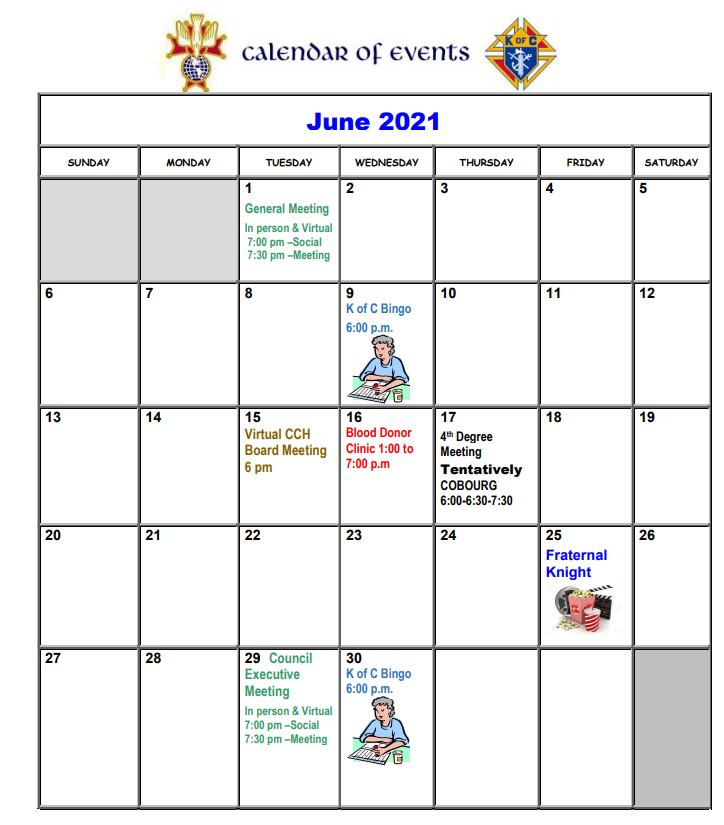 CALENDAR OF EVENTS
K OF C
June 2021
SUNDAY MONDAY TUESDAY WEDNESDAY THURSDAY FRIDAY SATURDAY
1 2 3 4 5
General Meeting
In person & Virtual
7:00 pm –Social
7:30 pm –Meeting
6 7 8 9 10 11 12
K of C Bingo
6:00 p.m.
13 14 15 16 17 18 19
Virtual CCH
Board Meeting
6 pm
Blood Donor
Clinic 1:00 to
7:00 p.m
4th Degree
Meeting
Tentatively
COBOURG
6:00-6:30-7:30
20 21 22 23 24 25 26
Fraternal
Knight
27 28 29 Council 30
Executive
Meeting
In person & Virtual
7:00 pm –Social
7:30 pm –Meeting
K of C Bingo
6:00 p.m.